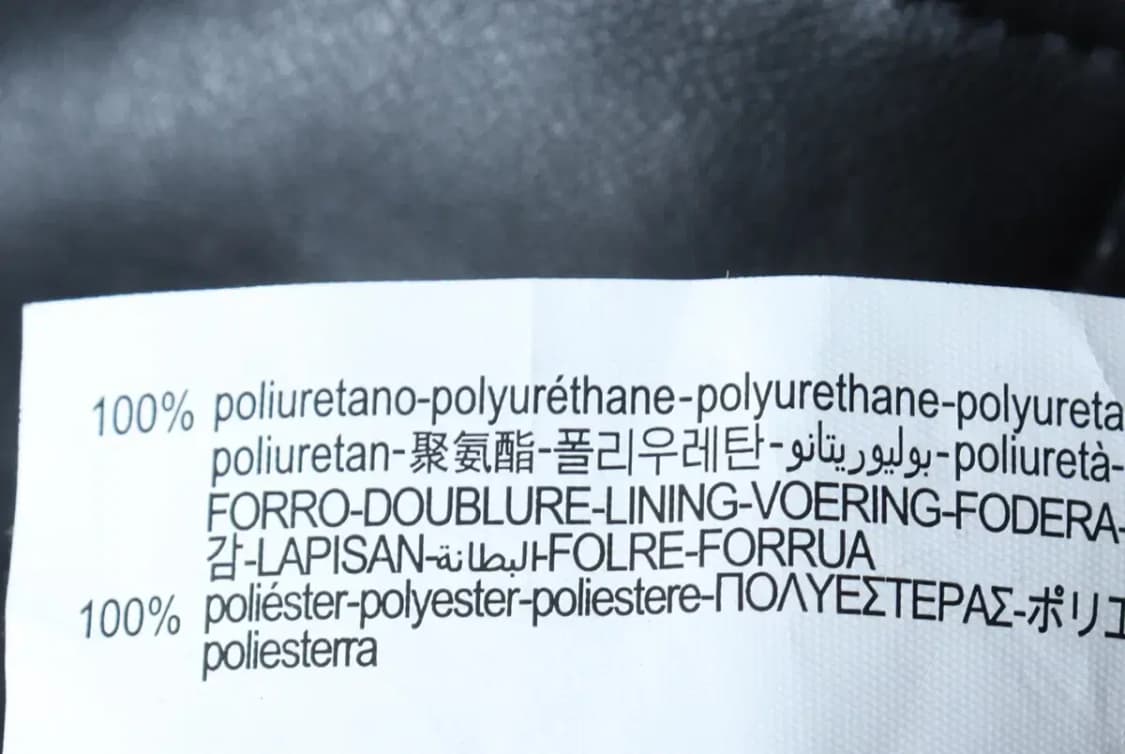 100% poliuretano-polyuréthane-polyurethane-polyureta
poliuretan-聚氨酯-폴리우레탄-بوليوريتانو-poliuretà-
FORRO-DOUBLURE-LINING-VOERING-FODERA-
감-LAPISAN-البطانة-FOLRE-FORRUA
100% poliéster-polyester-poliestere-ΠΟΛΥΕΣΤΕΡΑΣ-ポリエ
poliesterra